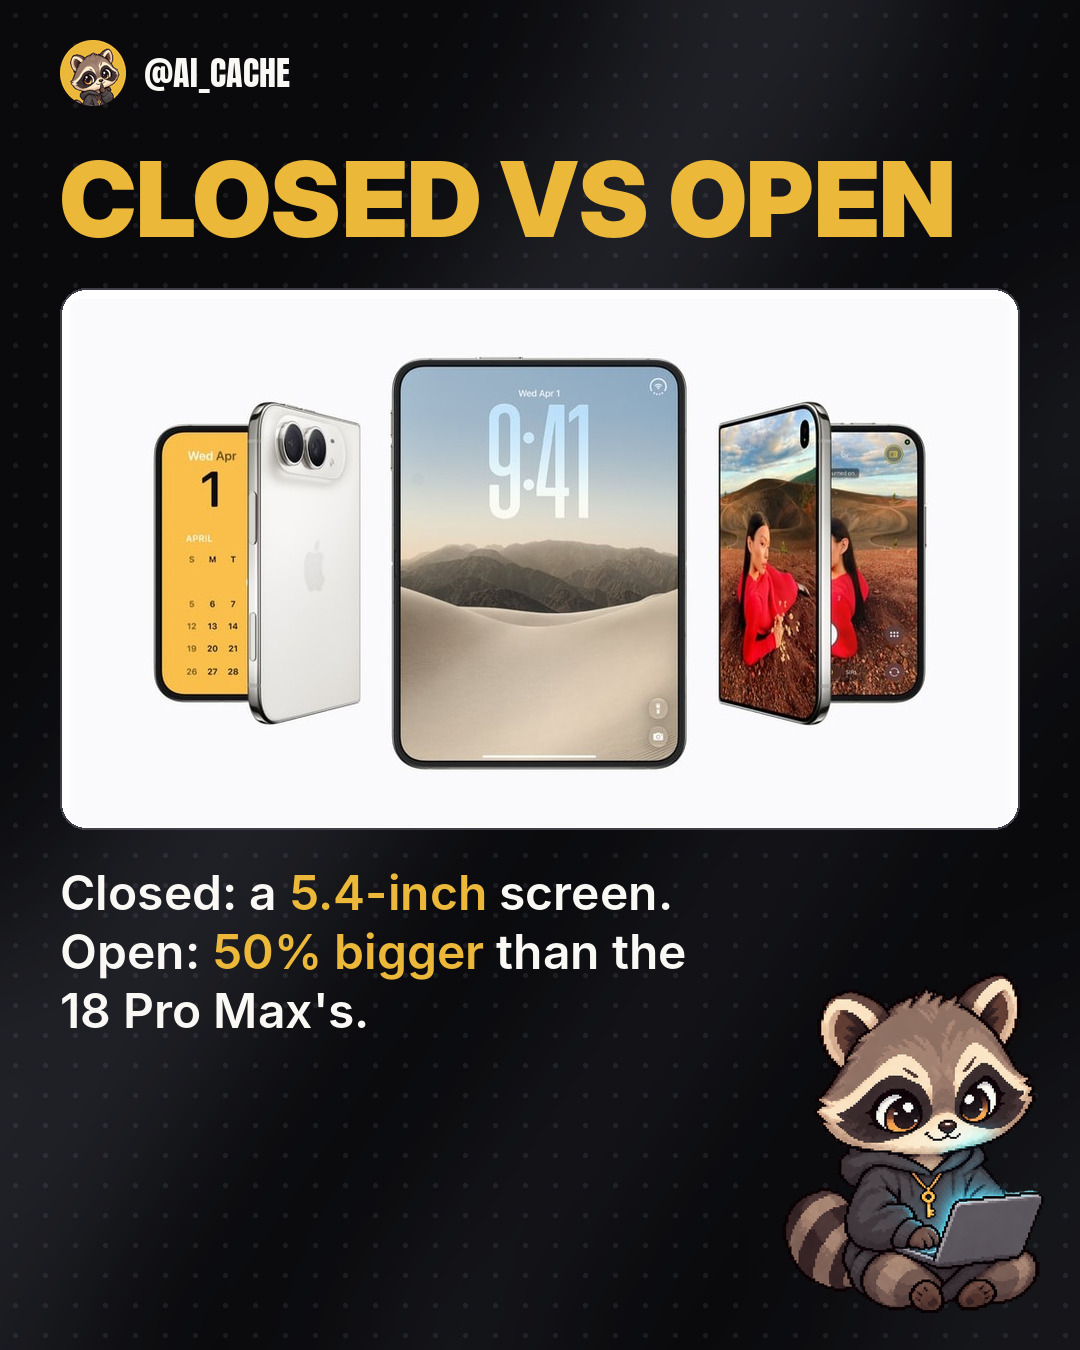 @AI_CACHE
CLOSED VS OPEN
Wed Apr
1
APRIL
S M T
5 6 7
12 13 14
19 20 21
26 27 28
Wed Apr 1
9:41
Closed: a 5.4-inch screen.
Open: 50% bigger than the
18 Pro Max's.